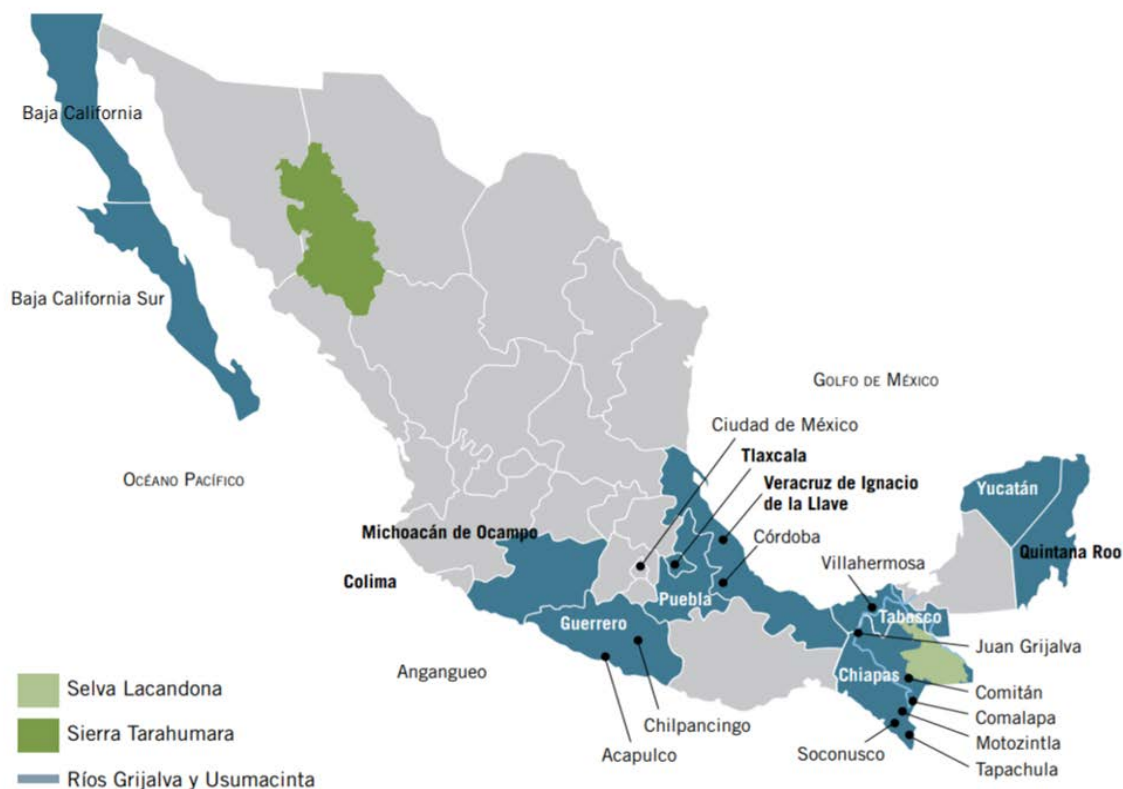 Baja California
Baja California Sur
GOLFO DE MÉXICO
Ciudad de México
Tlaxcala
OCÉANO PACÍFICO
Veracruz de Ignacio
de la Llave
Yucatán
Michoacán de Ocampo
Córdoba
Quintana Roo
Villahermosa
Colima
Puebla
Tabasco
Guerrero
Juan Grijalva
Angangueo
Chiapas
Selva Lacandona
Comitán
Comalapa
Chilpancingo
Sierra Tarahumara
Motozintla
Acapulco
Soconusco
Tapachula
Ríos Grijalva y Usumacinta